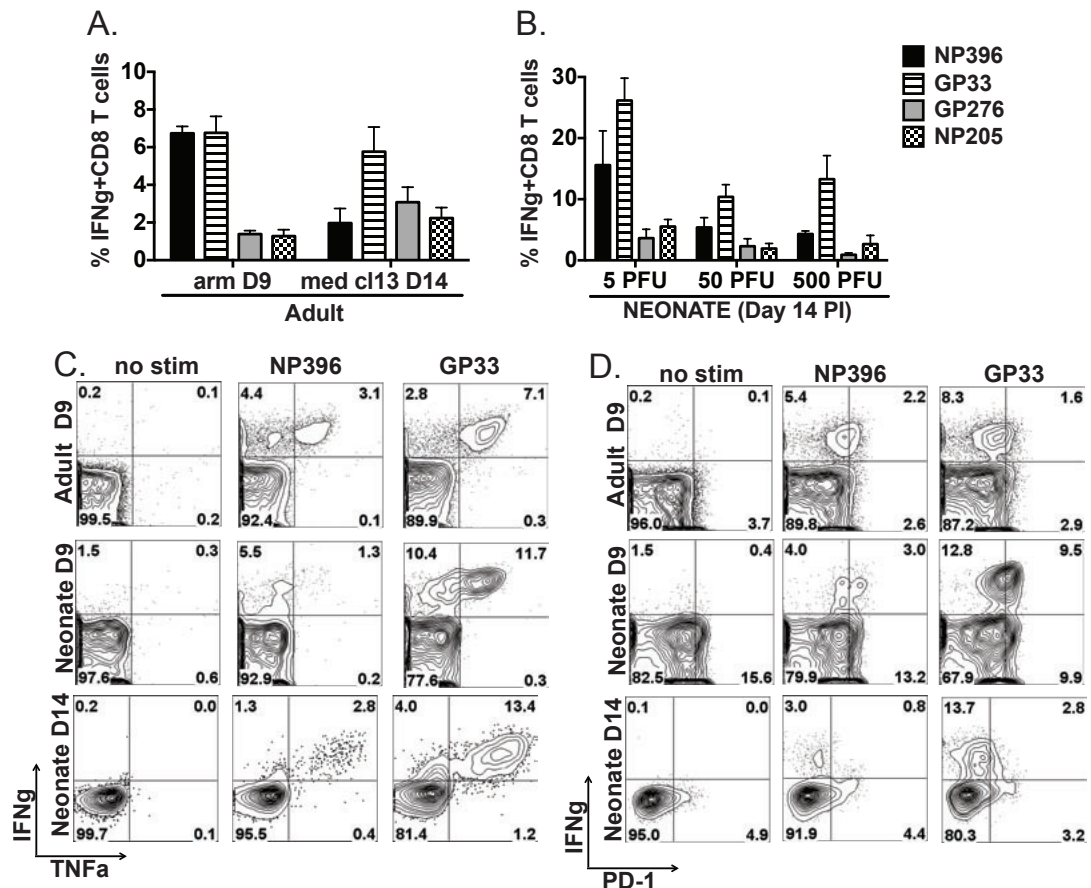 A.
10
8
6
4
2
0
% IFNg+CD8 T cells
arm D9 med cl13 D14
Adult
B.
30
20
10
0
% IFNg+CD8 T cells
5 PFU 50 PFU 500 PFU
NEONATE (Day 14 PI)
NP396
GP33
GP276
NP205
C.
no stim NP396 GP33
Adult D9
0.2 0.1 4.4 3.1 2.8 7.1
99.5 0.2 92.4 0.1 89.9 0.3
Neonate D9
1.5 0.3 5.5 1.3 10.4 11.7
97.6 0.6 92.9 0.2 77.6 0.3
Neonate D14
0.2 0.0 1.3 2.8 4.0 13.4
99.7 0.1 95.5 0.4 81.4 1.2
IFNg
TNFa
D.
no stim NP396 GP33
Adult D9
0.2 0.1 5.4 2.2 8.3 1.6
96.0 3.7 89.8 2.6 87.2 2.9
Neonate D9
1.5 0.4 4.0 3.0 12.8 9.5
82.5 15.6 79.9 13.2 67.9 9.9
Neonate D14
0.1 0.0 3.0 0.8 13.7 2.8
95.0 4.9 91.9 4.4 80.3 3.2
IFNg
PD-1